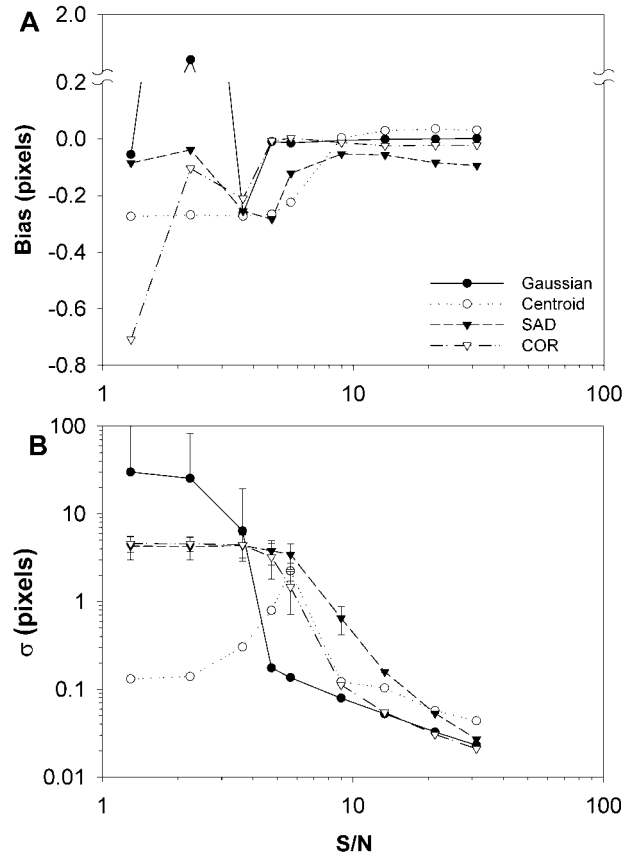 A
2.0
0.2
0.0
-0.2
-0.4
-0.6
-0.8
Bias (pixels)
Gaussian
Centroid
SAD
COR
1
10
100
B
100
10
1
0.1
0.01
σ (pixels)
1
10
100
S/N